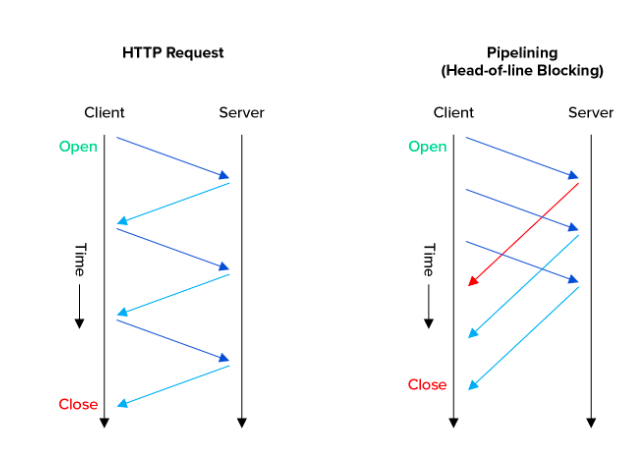 HTTP Request
Client
Server
Open
Time
Close
Pipelining
(Head-of-line Blocking)
Client
Server
Open
Time
Close